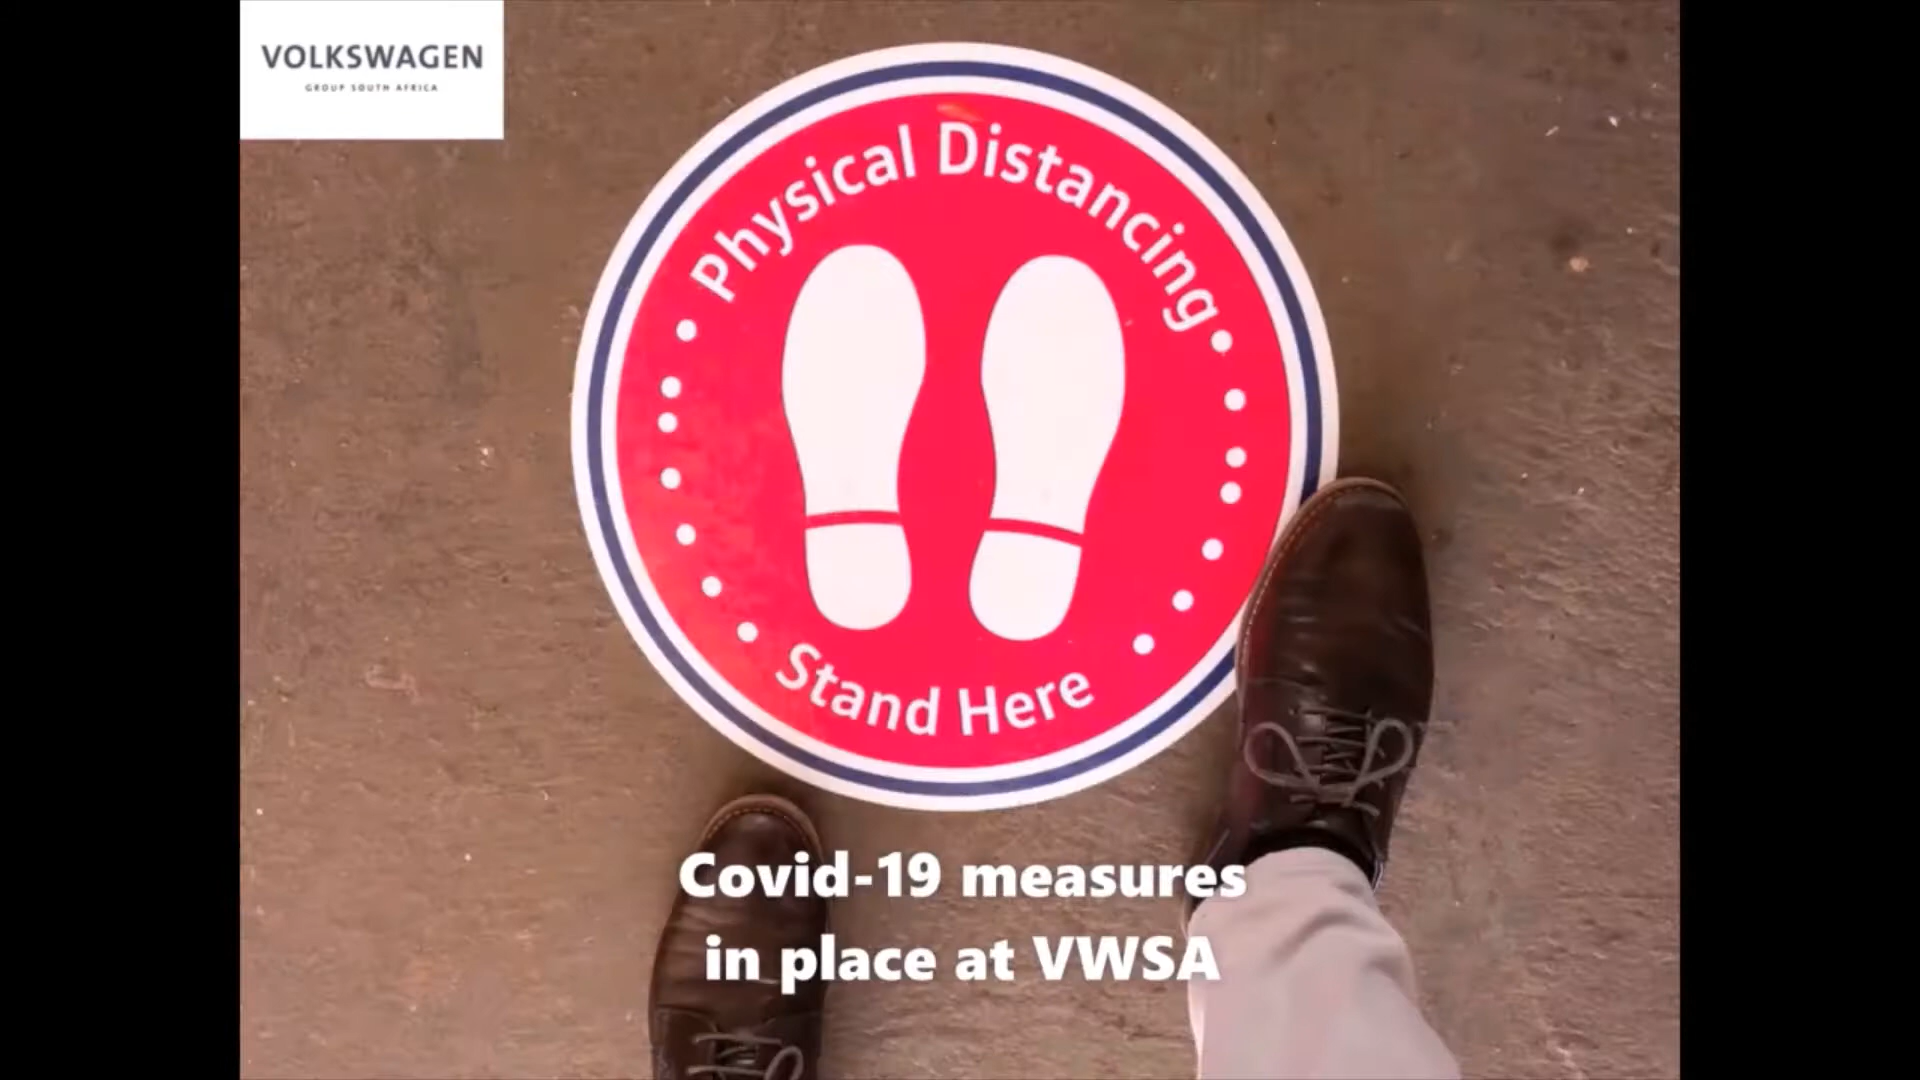 VOLKSWAGEN
GROUP SOUTH AFRICA
Physical Distancing
Stand Here
Covid-19 measures
in place at VWSA